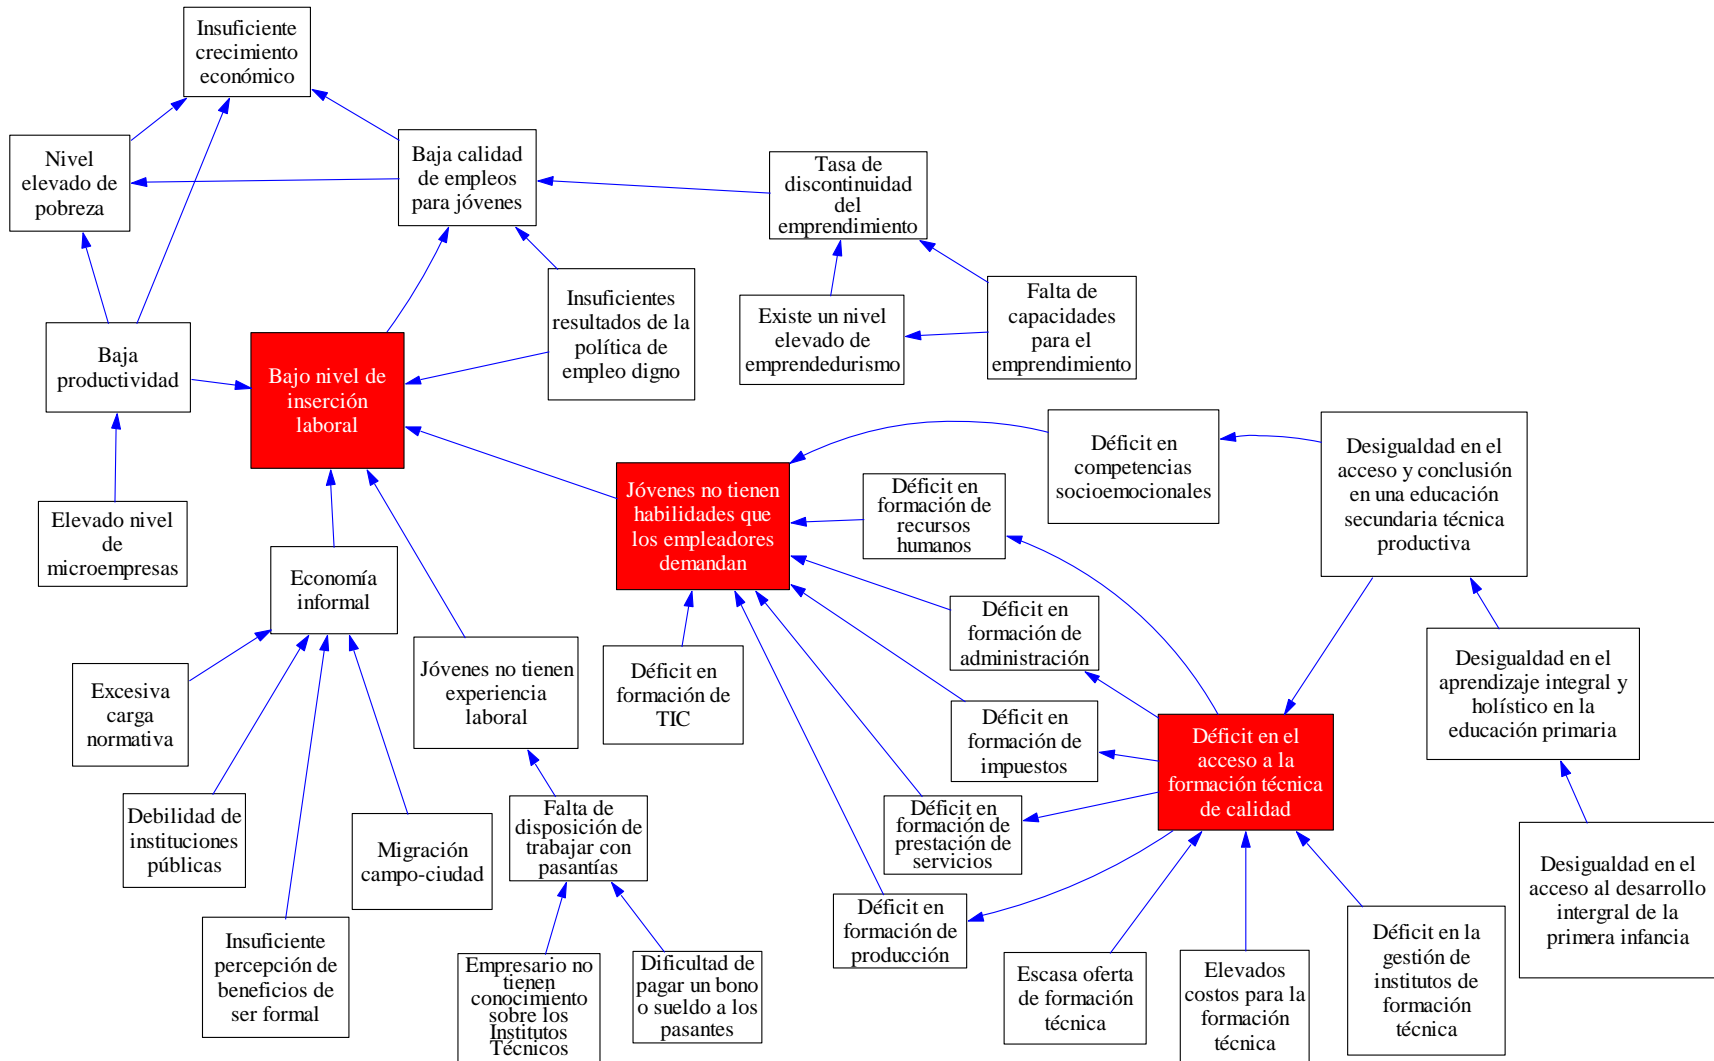 Insuficiente
crecimiento
económico
Nivel
elevado de
pobreza
Baja calidad
de empleos
para jóvenes
Tasa de
discontinuidad
del
emprendimiento
Insuficientes
resultados de la
política de
empleo digno
Existe un nivel
elevado de
emprendedurismo
Falta de
capacidades
para el
emprendimiento
Baja
productividad
Bajo nivel de
inserción
laboral
Déficit en
competencias
socioemocionales
Desigualdad en el
acceso y conclusión
en una educación
secundaria técnica
productiva
Jóvenes no tienen
habilidades que
los empleadores
demandan
Déficit en
formación de
recursos
humanos
Elevado nivel
de
microempresas
Economía
informal
Déficit en
formación de
administración
Jóvenes no tienen
experiencia
laboral
Déficit en
formación de
TIC
Desigualdad en el
aprendizaje integral y
holístico en la
educación primaria
Excesiva
carga
normativa
Déficit en
formación de
impuestos
Déficit en el
acceso a la
formación técnica
de calidad
Debilidad de
instituciones
públicas
Migración
campo-ciudad
Falta de
disposición de
trabajar con
pasantías
Déficit en
formación de
prestación de
servicios
Desigualdad en el
acceso al desarrollo
intergral de la
primera infancia
Insuficiente
percepción de
beneficios de
ser formal
Déficit en
formación de
producción
Empresario no
tienen
conocimiento
sobre los
Institutos
Técnicos
Dificultad de
pagar un bono
o sueldo a los
pasantes
Escasa oferta
de formación
técnica
Elevados
costos para la
formación
técnica
Déficit en la
gestión de
institutos de
formación
técnica